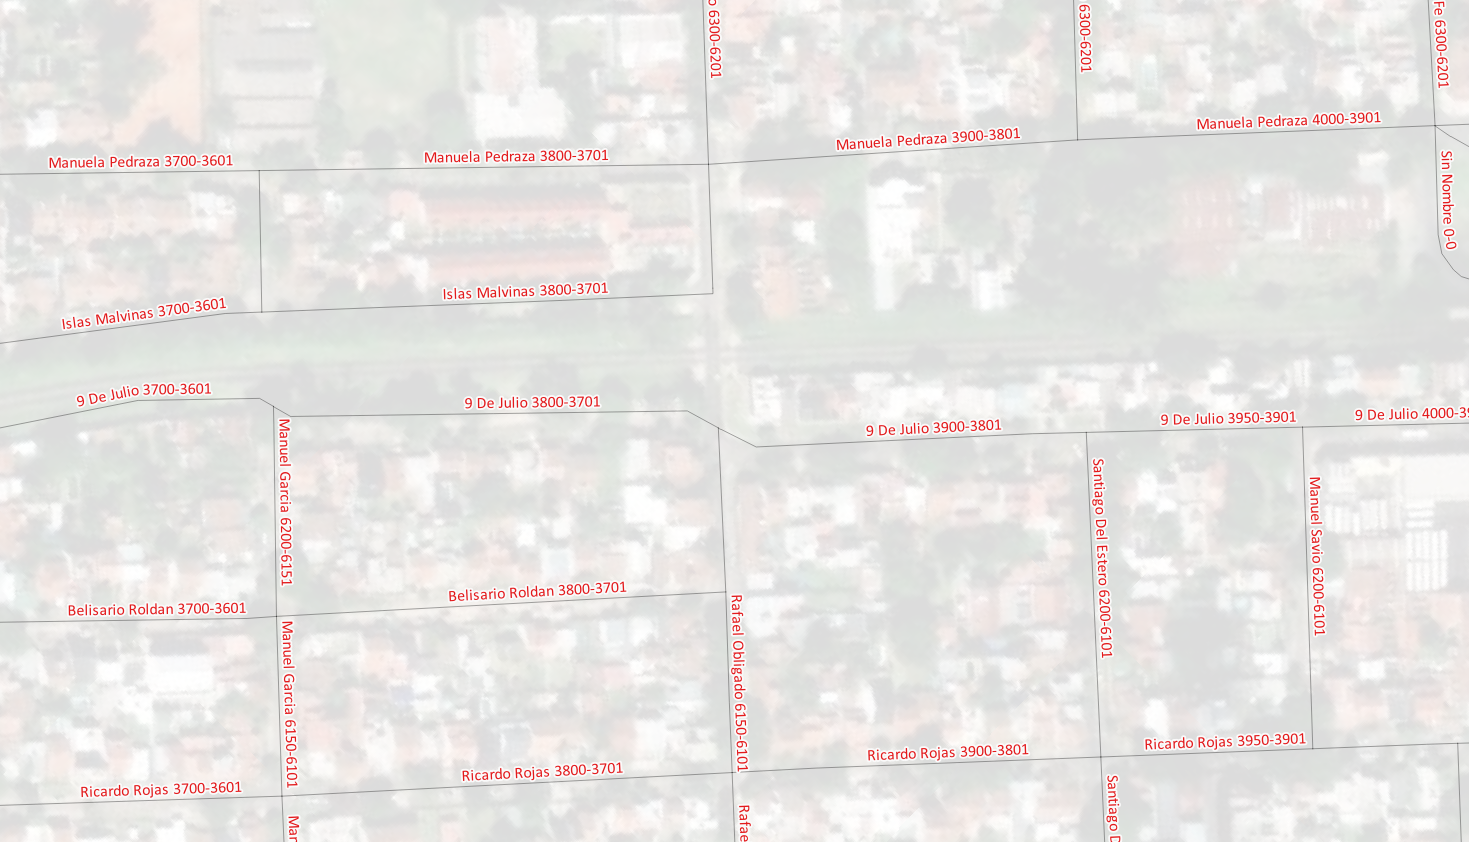 6300-6201
6300-6201
Fe 6300-6201
Manuela Pedraza 3700-3601
Manuela Pedraza 3800-3701
Manuela Pedraza 3900-3801
Manuela Pedraza 4000-3901
Sin Nombre 0-0
Islas Malvinas 3700-3601
Islas Malvinas 3800-3701
9 De Julio 3700-3601
9 De Julio 3800-3701
9 De Julio 3900-3801
9 De Julio 3950-3901
9 De Julio 4000-39
Manuel Garcia 6200-6151
Santiago Del Estero 6200-6101
Manuel Savio 6200-6101
Belisario Roldan 3700-3601
Belisario Roldan 3800-3701
Rafael Obligado 6150-6101
Manuel Garcia 6150-6101
Ricardo Rojas 3700-3601
Ricardo Rojas 3800-3701
Ricardo Rojas 3900-3801
Ricardo Rojas 3950-3901
Mar
Rafae
Santiago D